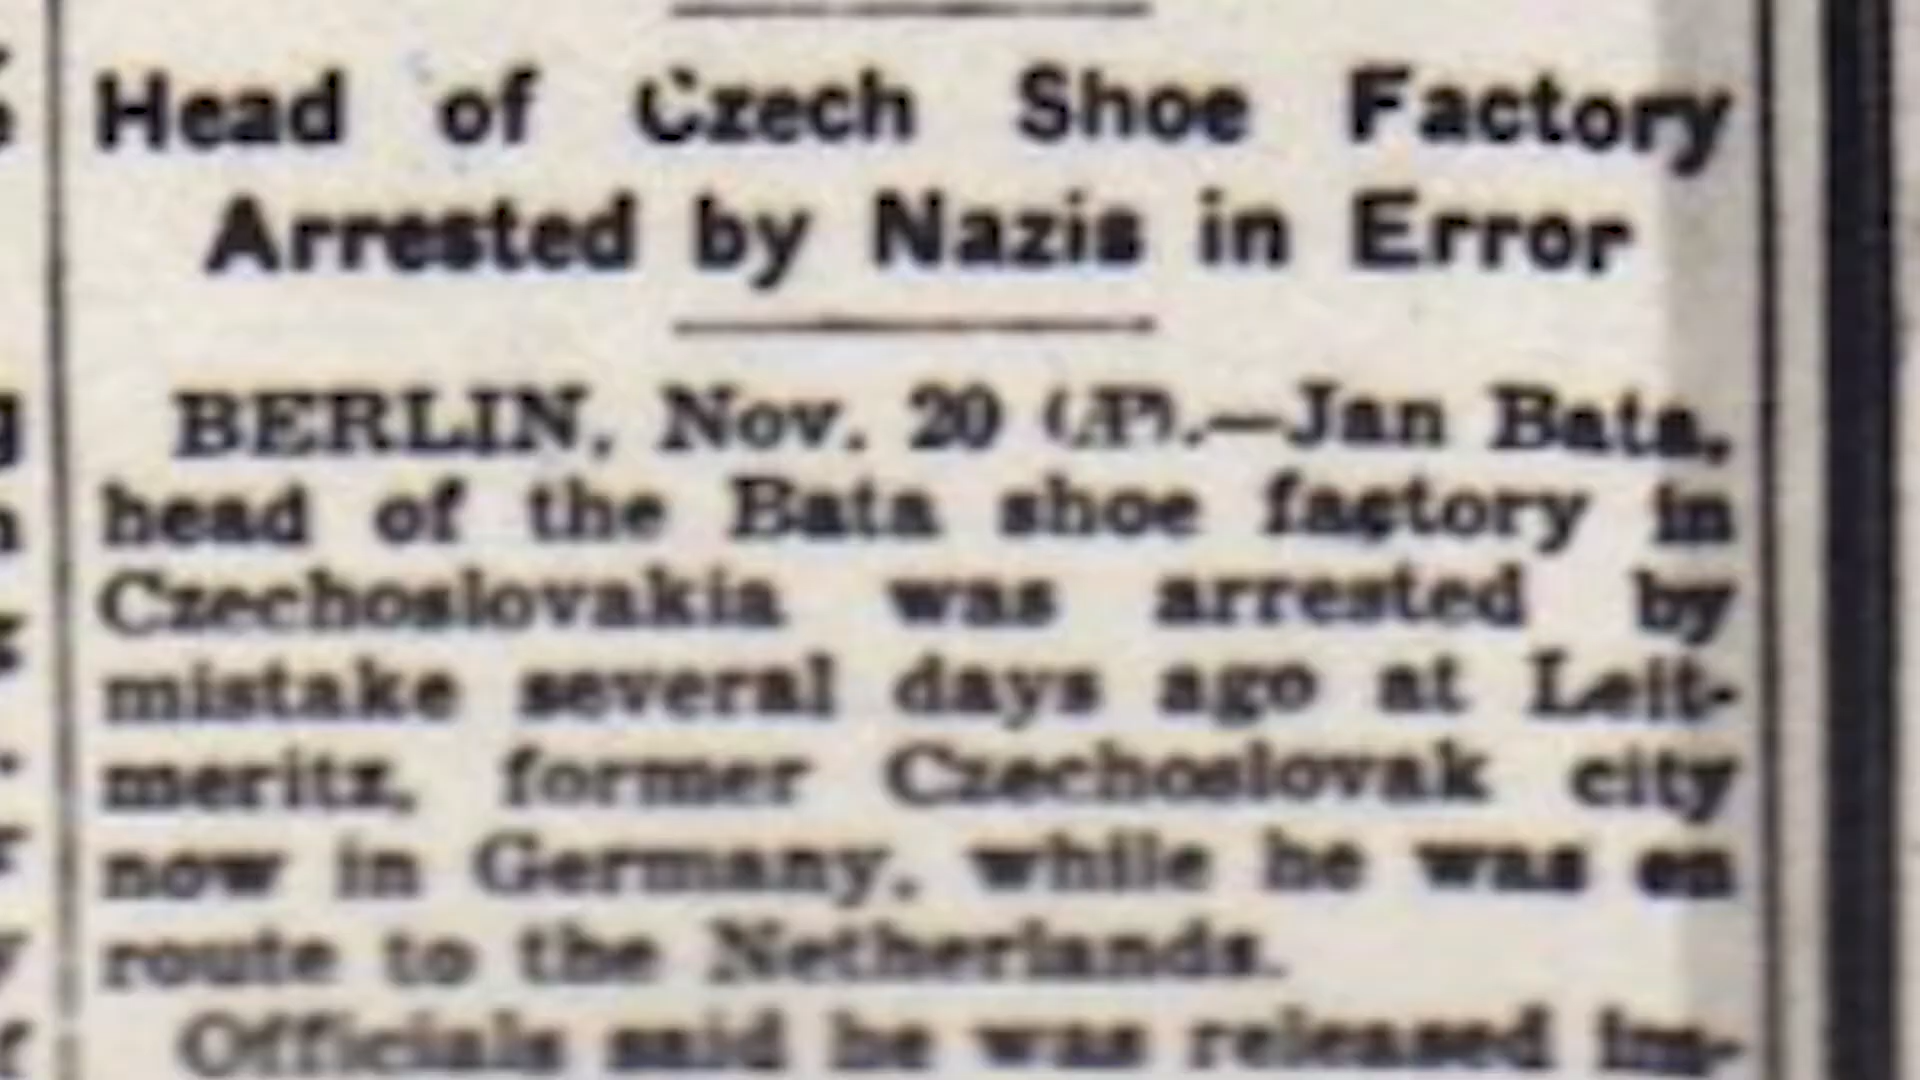 Head of Czech Shoe Factory
Arrested by Nazis in Error
BERLIN, Nov. 20 (AP).—Jan Bata,
head of the Bata shoe factory in
Czechoslovakia was arrested by
mistake several days ago at Leit-
meritz, former Czechoslovak city
now in Germany, while he was en
route to the Netherlands.
Officials said he was released im-